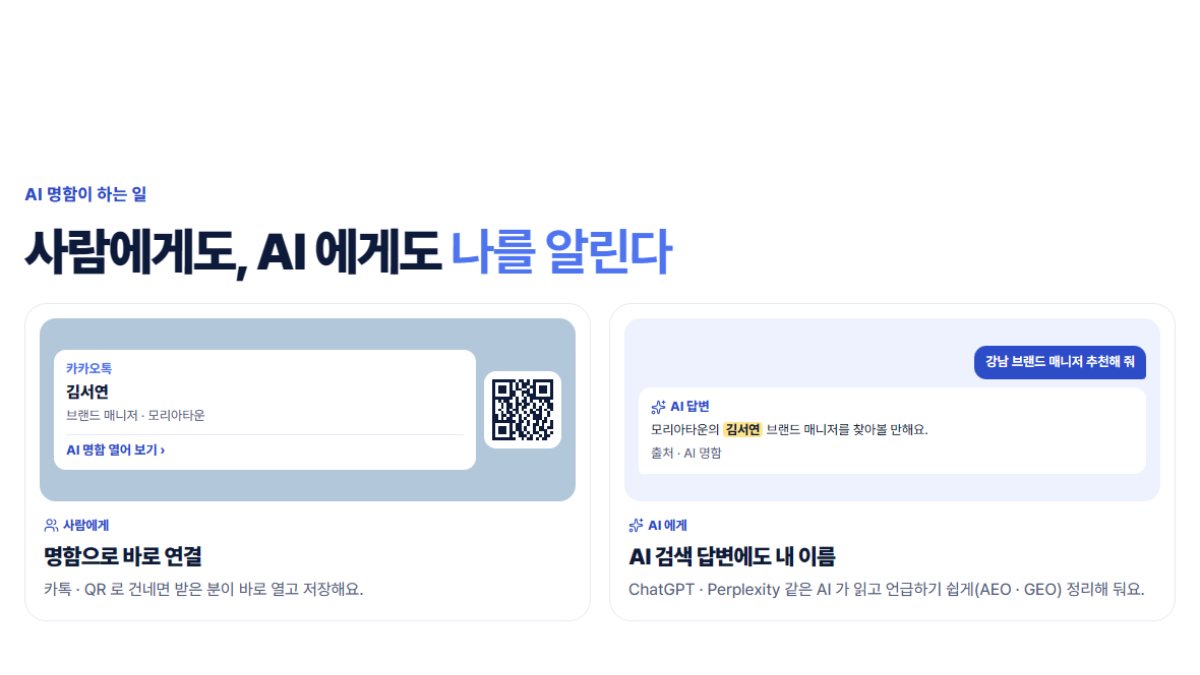 AI 명함이 하는 일
사람에게도, AI 에게도 나를 알린다
카카오톡
김서연
브랜드 매니저 · 모리아타운
AI 명함 열어 보기 ›
사람에게
명함으로 바로 연결
카톡 · QR 로 건네면 받은 분이 바로 열고 저장해요.
강남 브랜드 매니저 추천해 줘
AI 답변
모리아타운의 김서연 브랜드 매니저를 찾아볼 만해요.
출처 · AI 명함
AI 에게
AI 검색 답변에도 내 이름
ChatGPT · Perplexity 같은 AI 가 읽고 언급하기 쉽게(AEO · GEO) 정리해 둬요.